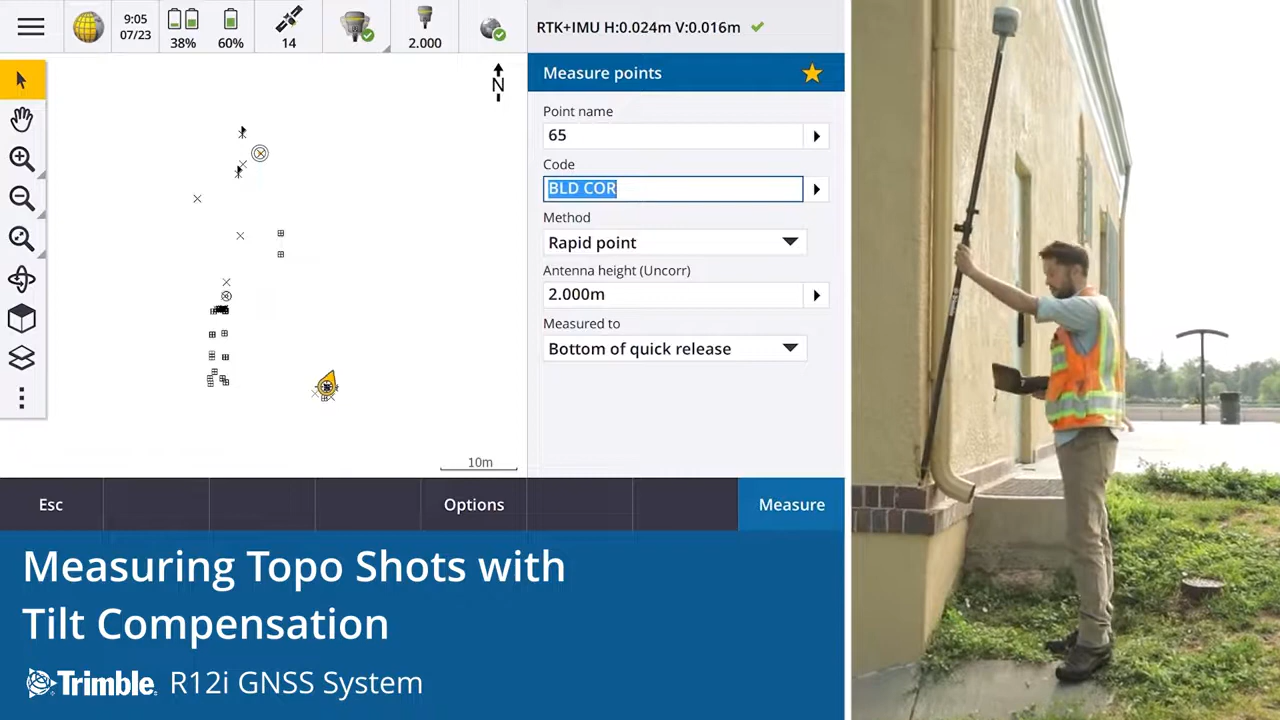 9:05
07/23
38%
60%
14
2.000
RTK+IMU H:0.024m V:0.016m
N
10m
Measure points
Point name
65
Code
BLD COR
Method
Rapid point
Antenna height (Uncorr)
2.000m
Measured to
Bottom of quick release
Esc
Options
Measure
Measuring Topo Shots with
Tilt Compensation
Trimble. R12i GNSS System